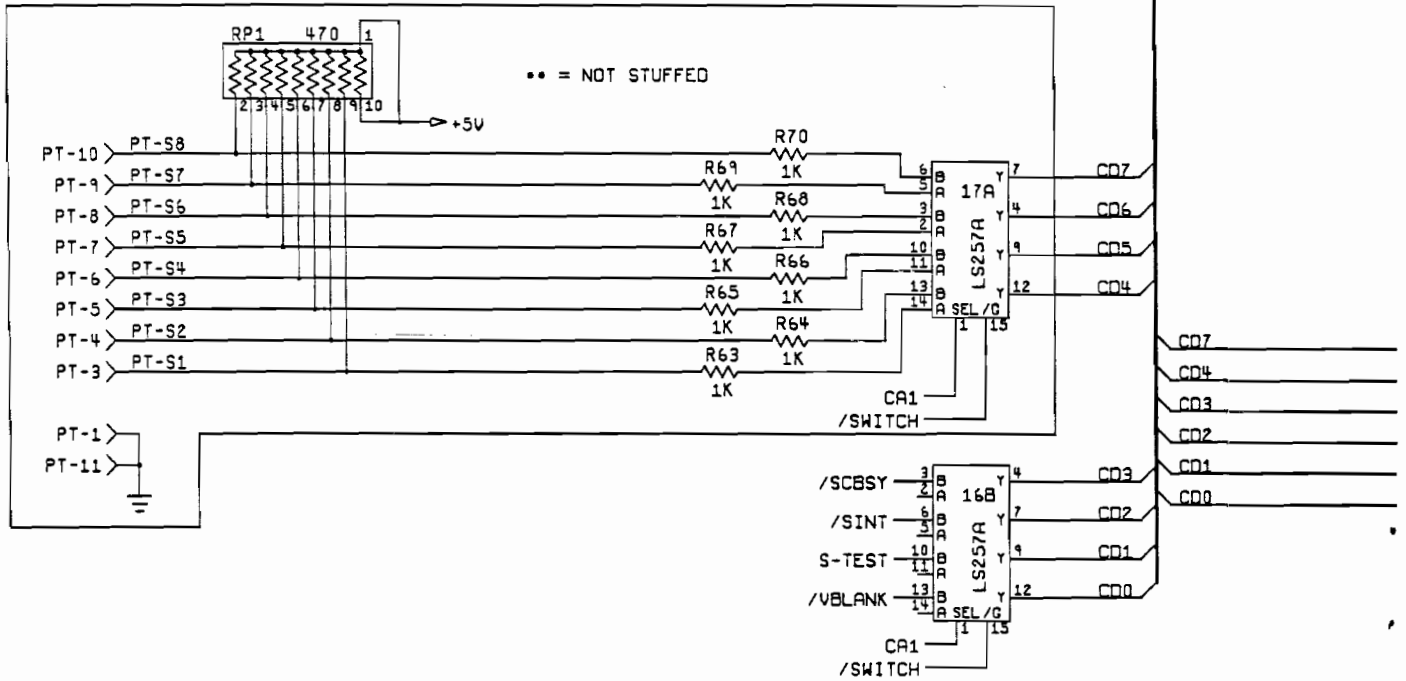 RP1 470 1
2 3 4 5 6 7 8 9 10
+5V
•• = NOT STUFFED
PT-10 PT-S8 R70 1K
PT-9 PT-S7 R69 1K
PT-8 PT-S6 R68 1K
PT-7 PT-S5 R67 1K
PT-6 PT-S4 R66 1K
PT-5 PT-S3 R65 1K
PT-4 PT-S2 R64 1K
PT-3 PT-S1 R63 1K
PT-1
PT-11
17A
LS257A
6 B Y 7 CD7
5 A
3 B Y 4 CD6
2 A
10 B Y 9 CD5
11 A
13 B Y 12 CD4
14 A SEL /G
1 15
CA1
/SWITCH
CD7
CD4
CD3
CD2
CD1
CD0
16B
LS257A
/SCBSY 3 B Y 4 CD3
2 A
/SINT 6 B Y 7 CD2
5 A
S-TEST 10 B Y 9 CD1
11 A
/VBLANK 13 B Y 12 CD0
14 A SEL /G
1 15
CA1
/SWITCH